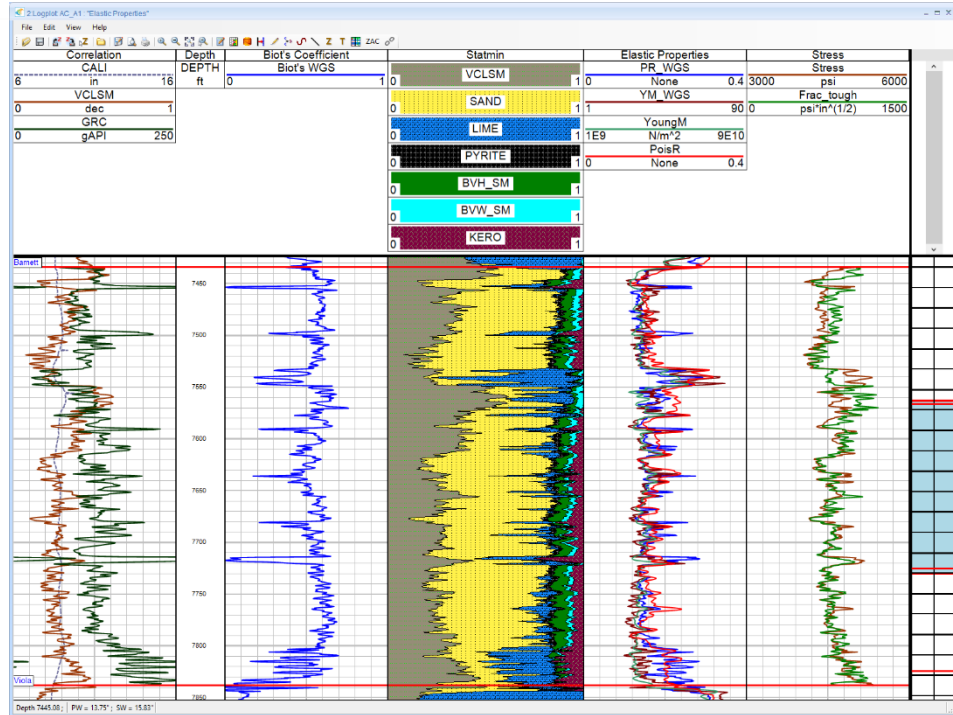 2:Logplot AC_A1 : "Elastic Properties"
File Edit View Help
Z T ZAC
Correlation Depth Biot's Coefficient Statmin Elastic Properties Stress
CALI
6 in 16
VCLSM
0 dec 1
GRC
0 gAPI 250
DEPTH
ft
Biot's WGS
0 1
0 VCLSM 1
0 SAND 1
0 LIME 1
0 PYRITE 1
0 BVH_SM 1
0 BVW_SM 1
0 KERO 1
PR_WGS
0 None 0.4
YM_WGS
1 90
YoungM
1E9 N/m^2 9E10
PoisR
0 None 0.4
Stress
3000 psi 6000
Frac_tough
0 psi*in^(1/2) 1500
Barnett
7450
7500
7550
7600
7650
7700
7750
7800
Viola
7850
Depth 7445.08 ; PW = 13.75" ; SW = 15.83"